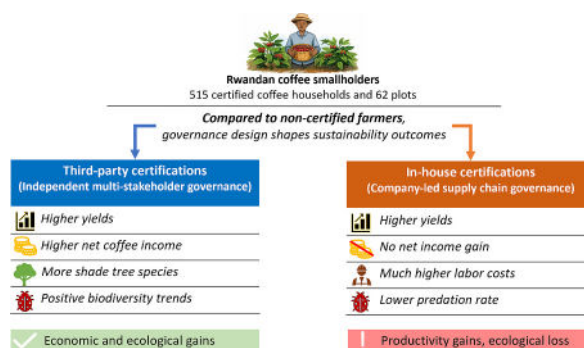 Rwandan coffee smallholders
515 certified coffee households and 62 plots
Compared to non-certified farmers,
governance design shapes sustainability outcomes
Third-party certifications
(Independent multi-stakeholder governance)
Higher yields
Higher net coffee income
More shade tree species
Positive biodiversity trends
Economic and ecological gains
In-house certifications
(Company-led supply chain governance)
Higher yields
No net income gain
Much higher labor costs
Lower predation rate
Productivity gains, ecological loss